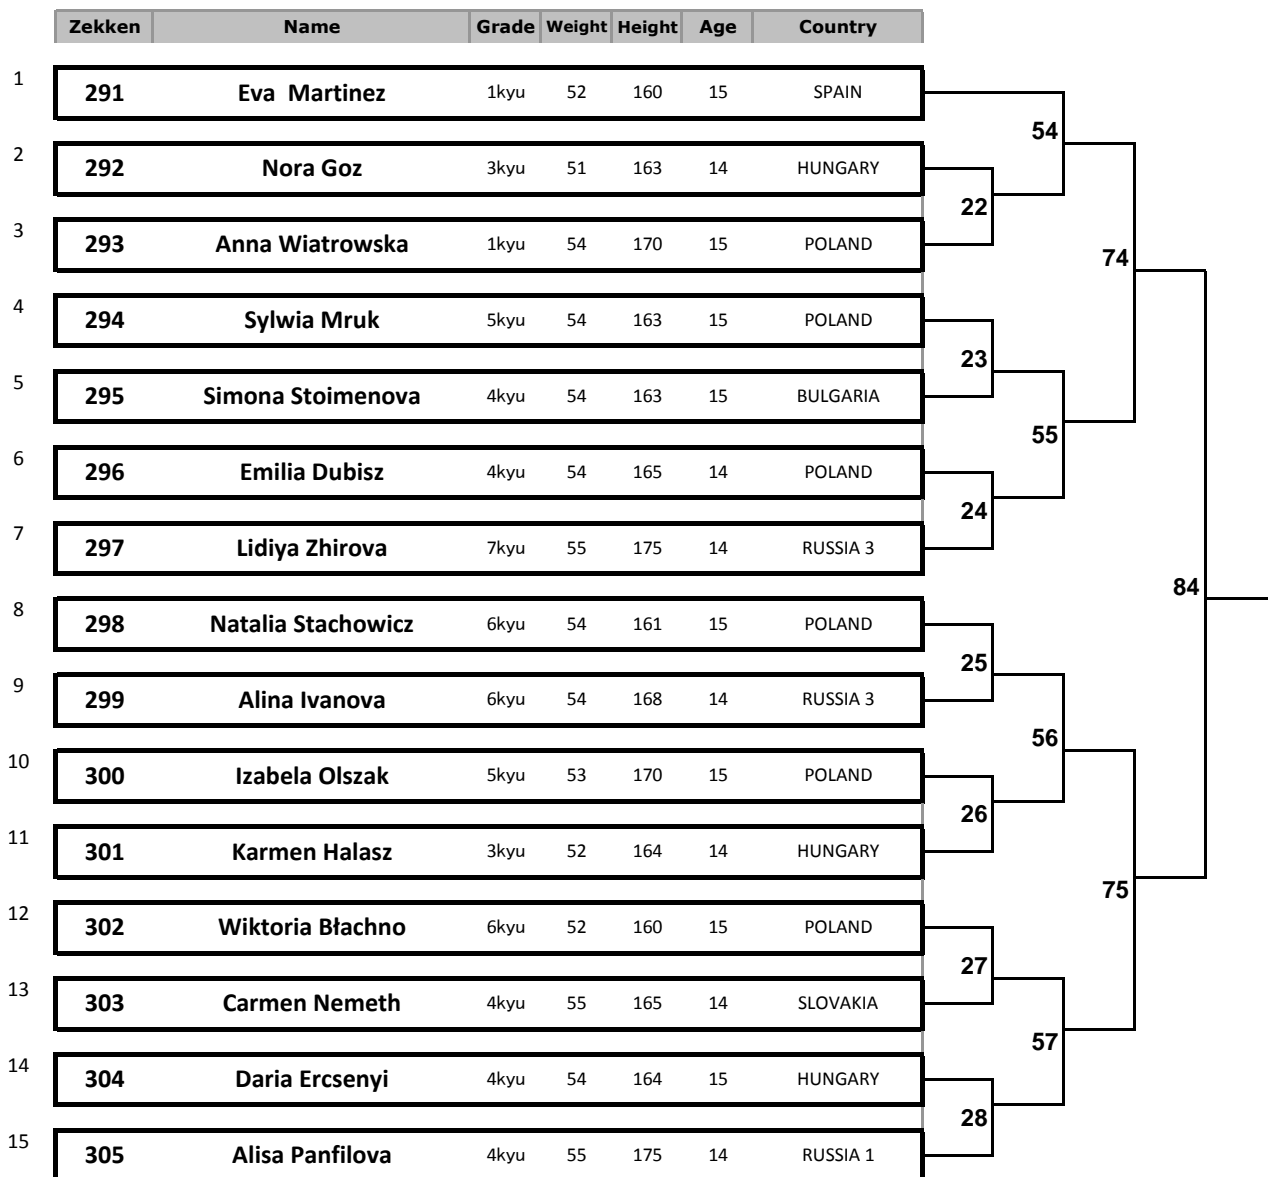 Zekken Name Grade Weight Height Age Country
1 291 Eva Martinez 1kyu 52 160 15 SPAIN
54
2 292 Nora Goz 3kyu 51 163 14 HUNGARY
22
3 293 Anna Wiatrowska 1kyu 54 170 15 POLAND
74
4 294 Sylwia Mruk 5kyu 54 163 15 POLAND
23
5 295 Simona Stoimenova 4kyu 54 163 15 BULGARIA
55
6 296 Emilia Dubisz 4kyu 54 165 14 POLAND
24
7 297 Lidiya Zhirova 7kyu 55 175 14 RUSSIA 3
84
8 298 Natalia Stachowicz 6kyu 54 161 15 POLAND
25
9 299 Alina Ivanova 6kyu 54 168 14 RUSSIA 3
56
10 300 Izabela Olszak 5kyu 53 170 15 POLAND
26
11 301 Karmen Halasz 3kyu 52 164 14 HUNGARY
75
12 302 Wiktoria Błachno 6kyu 52 160 15 POLAND
27
13 303 Carmen Nemeth 4kyu 55 165 14 SLOVAKIA
57
14 304 Daria Ercsenyi 4kyu 54 164 15 HUNGARY
28
15 305 Alisa Panfilova 4kyu 55 175 14 RUSSIA 1